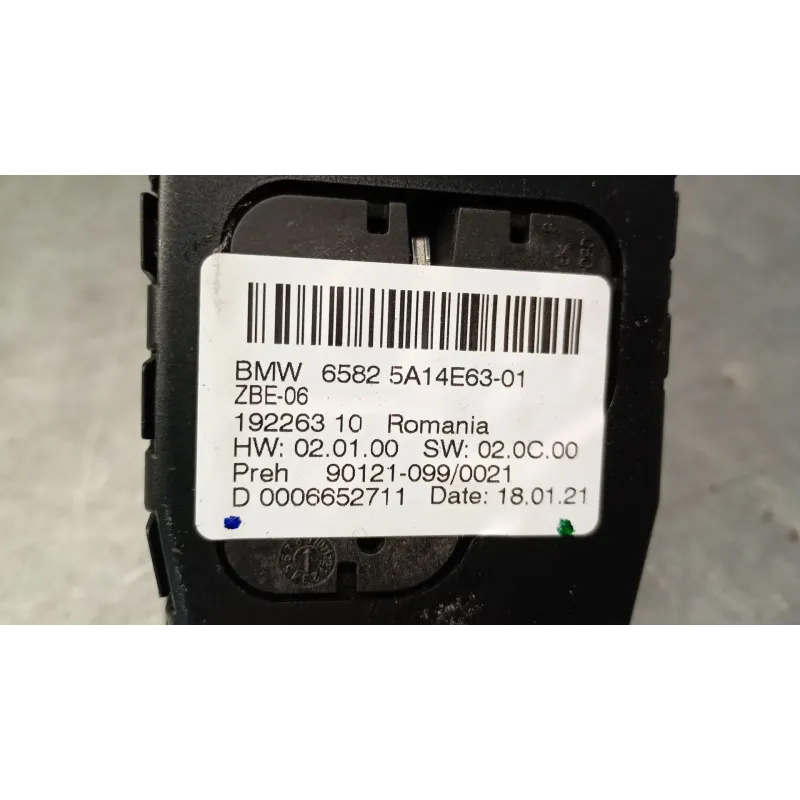 BMW 6582 5A14E63-01
ZBE-06
192263 10 Romania
HW: 02.01.00 SW: 02.0C.00
Preh 90121-099/0021
D 0006652711 Date: 18.01.21